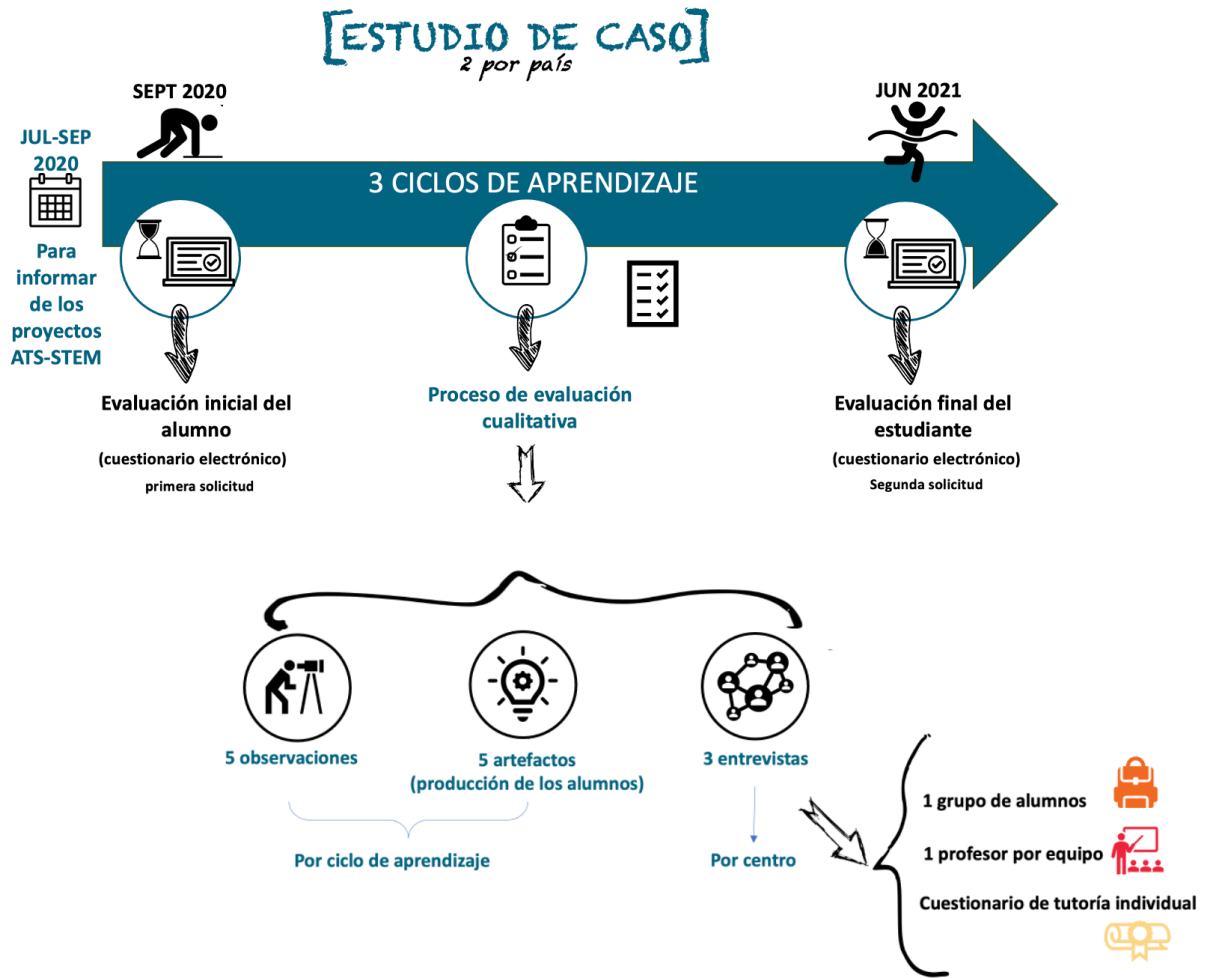 [ESTUDIO DE CASO]
2 por país
SEPT 2020
JUN 2021
JUL-SEP
2020
3 CICLOS DE APRENDIZAJE
Para
informar
de los
proyectos
ATS-STEM
Evaluación inicial del
alumno
(cuestionario electrónico)
primera solicitud
Proceso de evaluación
cualitativa
Evaluación final del
estudiante
(cuestionario electrónico)
Segunda solicitud
5 observaciones
5 artefactos
(producción de los alumnos)
3 entrevistas
Por ciclo de aprendizaje
Por centro
1 grupo de alumnos
1 profesor por equipo
Cuestionario de tutoría individual